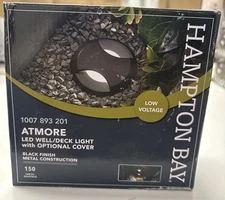 LOW
VOLTAGE
1007 893 201
ATMORE
LED WELL/DECK LIGHT
with OPTIONAL COVER
BLACK FINISH
METAL CONSTRUCTION
150
HAMPTON BAY